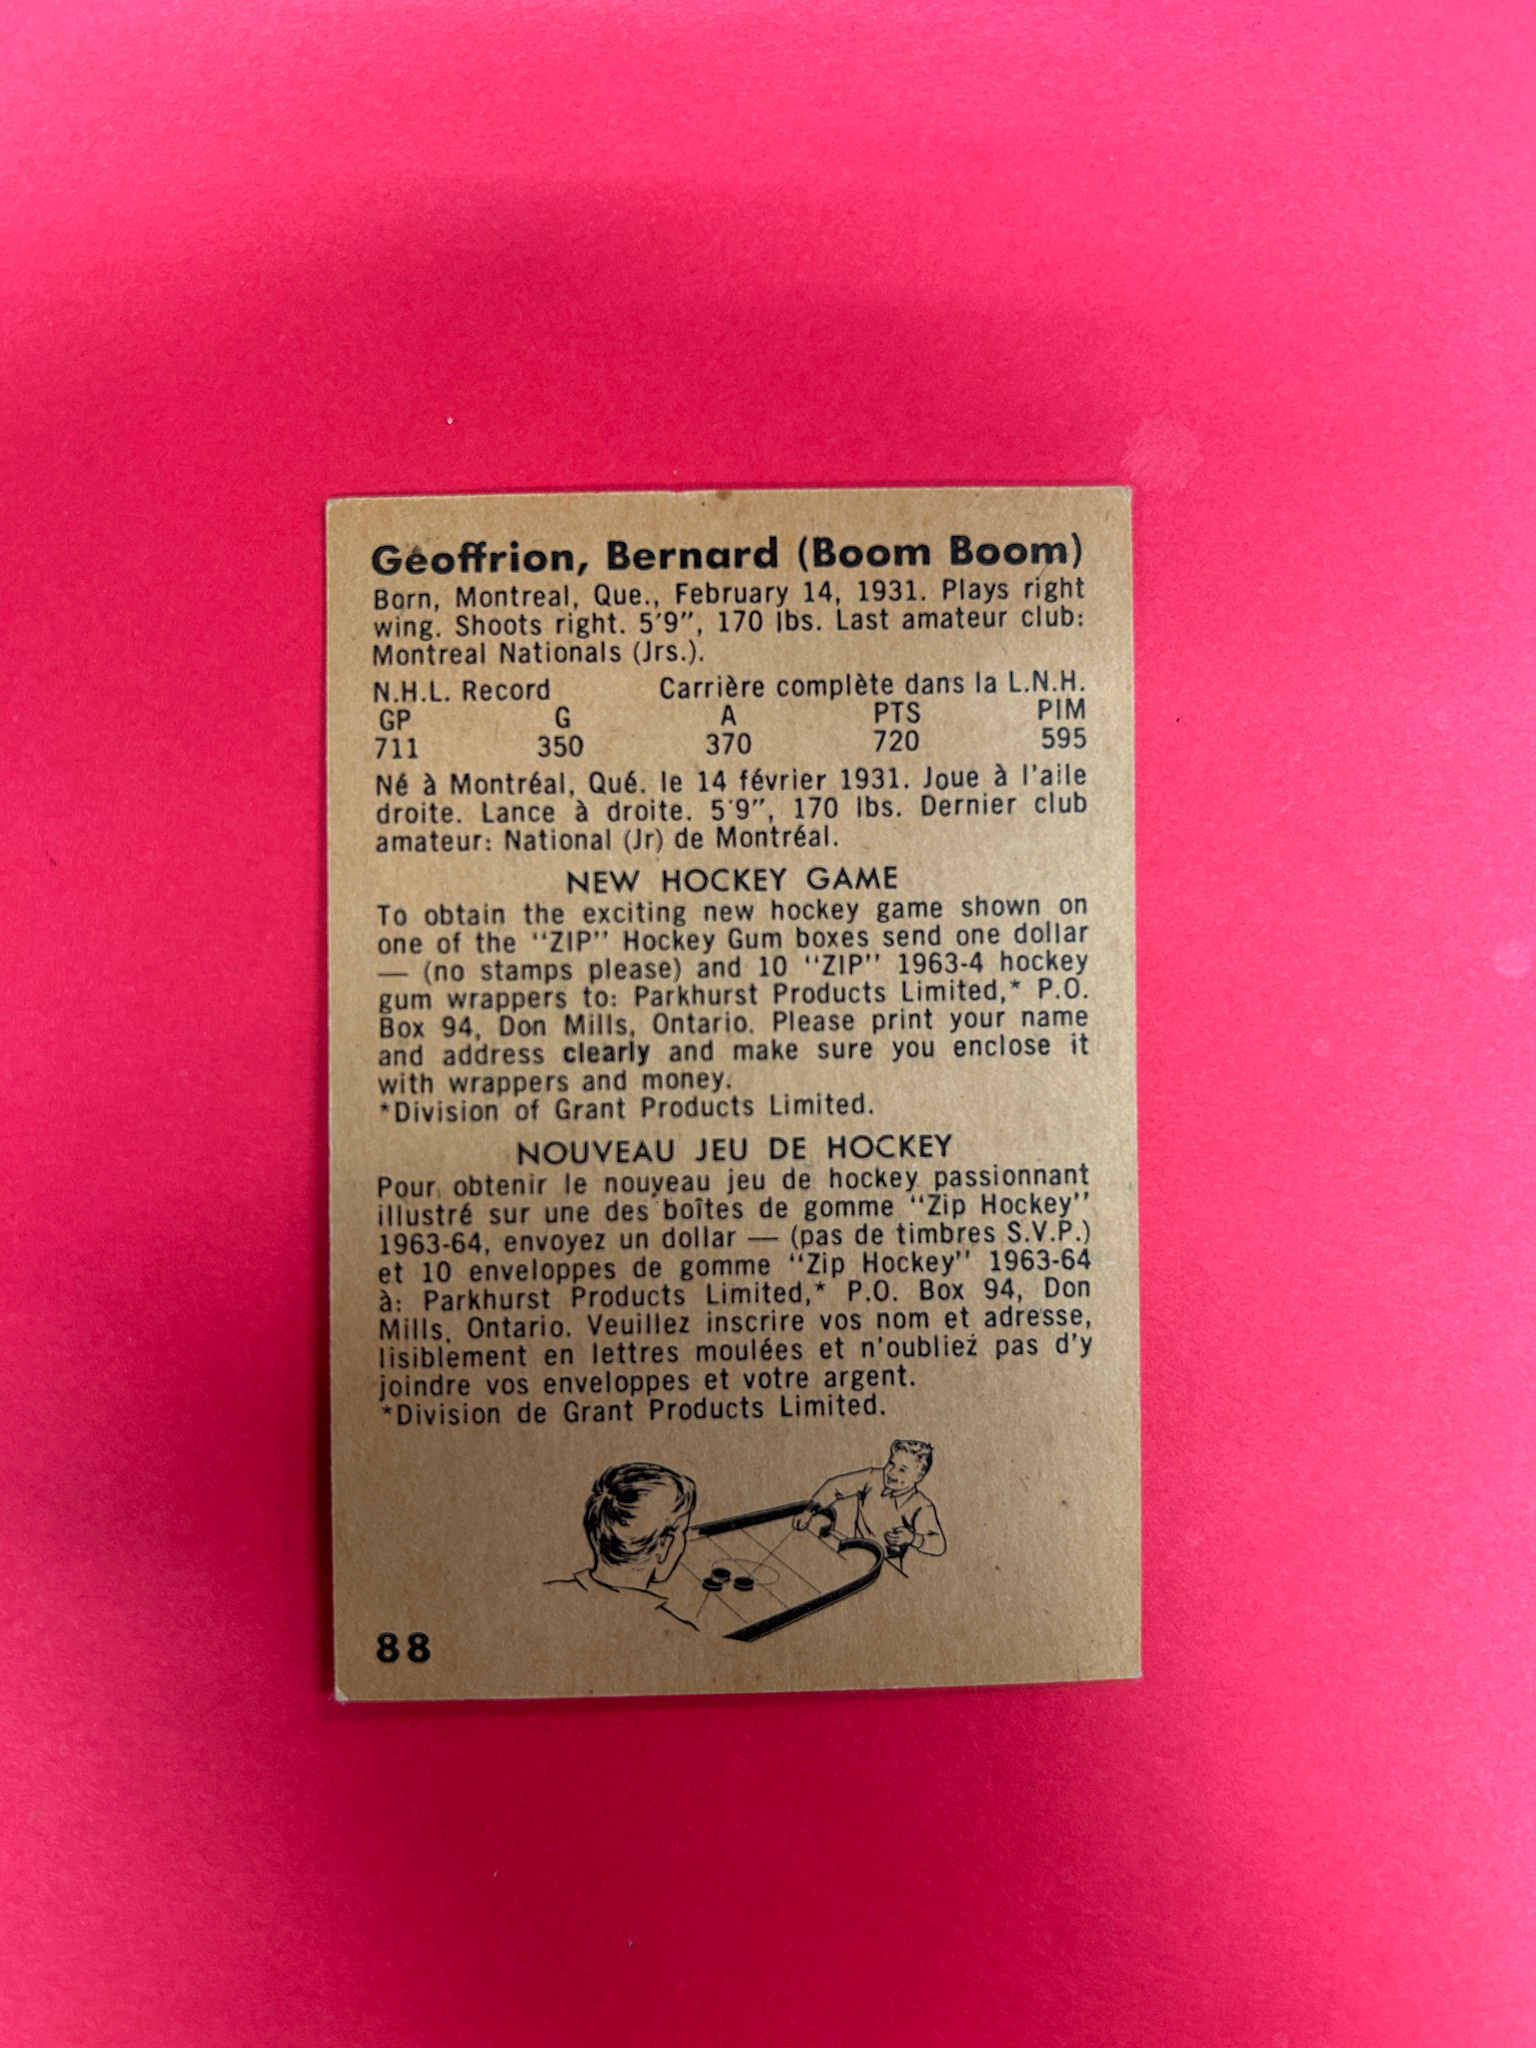 Geoffrion, Bernard (Boom Boom)
Born, Montreal, Que., February 14, 1931. Plays right
wing. Shoots right. 5'9", 170 lbs. Last amateur club:
Montreal Nationals (Jrs.).
N.H.L. Record Carrière complète dans la L.N.H.
GP G A PTS PIM
711 350 370 720 595
Né à Montréal, Qué. le 14 février 1931. Joue à l'aile
droite. Lance à droite. 5'9", 170 lbs. Dernier club
amateur: National (Jr) de Montréal.
NEW HOCKEY GAME
To obtain the exciting new hockey game shown on
one of the "ZIP" Hockey Gum boxes send one dollar
— (no stamps please) and 10 "ZIP" 1963-4 hockey
gum wrappers to: Parkhurst Products Limited,* P.O.
Box 94, Don Mills, Ontario. Please print your name
and address clearly and make sure you enclose it
with wrappers and money.
*Division of Grant Products Limited.
NOUVEAU JEU DE HOCKEY
Pour obtenir le nouveau jeu de hockey passionnant
illustré sur une des boîtes de gomme "Zip Hockey"
1963-64, envoyez un dollar — (pas de timbres S.V.P.)
et 10 enveloppes de gomme "Zip Hockey" 1963-64
à: Parkhurst Products Limited,* P.O. Box 94, Don
Mills, Ontario. Veuillez inscrire vos nom et adresse,
lisiblement en lettres moulées et n'oubliez pas d'y
joindre vos enveloppes et votre argent.
*Division de Grant Products Limited.
88